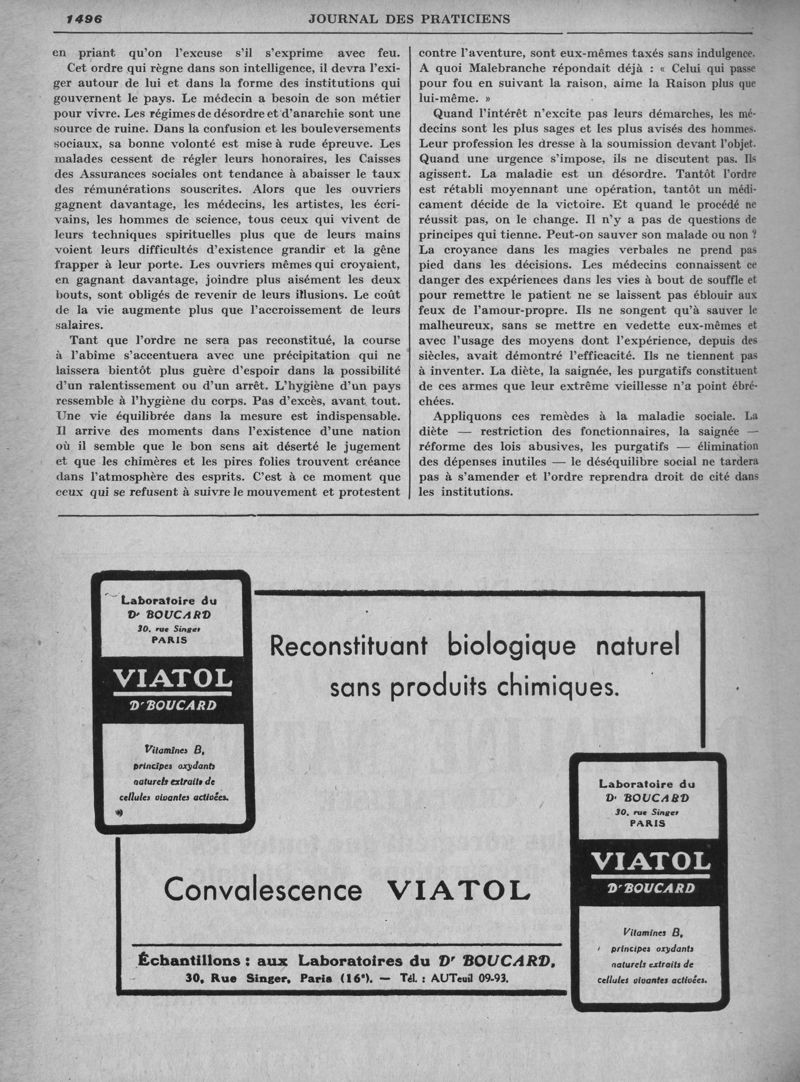 1496
JOURNAL DES PRATICIENS
en priant qu'on l'excuse s'il s'exprime avec feu.
Cet ordre qui règne dans son intelligence, il devra l'exi-
ger autour de lui et dans la forme des institutions qui
gouvernent le pays. Le médecin a besoin de son métier
pour vivre. Les régimes de désordre et d'anarchie sont une
source de ruine. Dans la confusion et les bouleversements
sociaux, sa bonne volonté est mise à rude épreuve. Les
malades cessent de régler leurs honoraires, les Caisses
des Assurances sociales ont tendance à abaisser le taux
des rémunérations souscrites. Alors que les ouvriers
gagnent davantage, les médecins, les artistes, les écri-
vains, les hommes de science, tous ceux qui vivent de
leurs techniques spirituelles plus que de leurs mains
voient leurs difficultés d'existence grandir et la gêne
frapper à leur porte. Les ouvriers mêmes qui croyaient,
en gagnant davantage, joindre plus aisément les deux
bouts, sont obligés de revenir de leurs illusions. Le coût
de la vie augmente plus que l'accroissement de leurs
salaires.
Tant que l'ordre ne sera pas reconstitué, la course
à l'abime s'accentuera avec une précipitation qui ne
laissera bientôt plus guère d'espoir dans la possibilité
d'un ralentissement ou d'un arrêt. L'hygiène d'un pays
ressemble à l'hygiène du corps. Pas d'excès, avant tout.
Une vie équilibrée dans la mesure est indispensable.
Il arrive des moments dans l'existence d'une nation
où il semble que le bon sens ait déserté le jugement
et que les chimères et les pires folies trouvent créance
dans l'atmosphère des esprits. C'est à ce moment que
ceux qui se refusent à suivre le mouvement et protestent
contre l'aventure, sont eux-mêmes taxés sans indulgence.
A quoi Malebranche répondait déjà : « Celui qui passe
pour fou en suivant la raison, aime la Raison plus que
lui-même. »
Quand l'intérêt n'excite pas leurs démarches, les mé-
decins sont les plus sages et les plus avisés des hommes.
Leur profession les dresse à la soumission devant l'objet.
Quand une urgence s'impose, ils ne discutent pas. Ils
agissent. La maladie est un désordre. Tantôt l'ordre
est rétabli moyennant une opération, tantôt un médi-
cament décide de la victoire. Et quand le procédé ne
réussit pas, on le change. Il n'y a pas de questions de
principes qui tienne. Peut-on sauver son malade ou non ?
La croyance dans les magies verbales ne prend pas
pied dans les décisions. Les médecins connaissent ce
danger des expériences dans les vies à bout de souffle et
pour remettre le patient ne se laissent pas éblouir aux
feux de l'amour-propre. Ils ne songent qu'à sauver le
malheureux, sans se mettre en vedette eux-mêmes et
avec l'usage des moyens dont l'expérience, depuis des
siècles, avait démontré l'efficacité. Ils ne tiennent pas
à inventer. La diète, la saignée, les purgatifs constituent
de ces armes que leur extrême vieillesse n'a point ébré-
chées.
Appliquons ces remèdes à la maladie sociale. La
diète — restriction des fonctionnaires, la saignée —
réforme des lois abusives, les purgatifs — élimination
des dépenses inutiles — le déséquilibre social ne tardera
pas à s'amender et l'ordre reprendra droit de cité dans
les institutions.
Laboratoire du
Dr BOUCARD
30, rue Singer
PARIS
VIATOL
Dr BOUCARD
Vitamines B,
principes oxydants
naturels extraits de
cellules vivantes activées.
Reconstituant biologique naturel
sans produits chimiques.
Laboratoire du
Dr BOUCARD
30, rue Singer
PARIS
VIATOL
Dr BOUCARD
Vitamines B,
principes oxydants
naturels extraits de
cellules vivantes activées.
Convalescence VIATOL
Échantillons : aux Laboratoires du Dr BOUCARD,
30, Rue Singer, Paris (16e). — Tél. : AUTeuil 09-93.